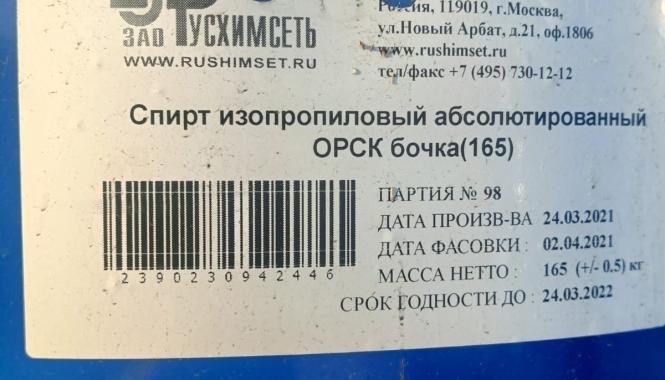 ЗАО РУСХИМСЕТЬ
WWW.RUSHIMSET.RU
Россия, 119019, г.Москва,
ул.Новый Арбат, д.21, оф.1806
www.rushimset.ru
тел/факс +7 (495) 730-12-12
Спирт изопропиловый абсолютированный
ОРСК бочка(165)
2390230942446
ПАРТИЯ № 98
ДАТА ПРОИЗВ-ВА 24.03.2021
ДАТА ФАСОВКИ : 02.04.2021
МАССА НЕТТО : 165 (+/- 0.5) кг
СРОК ГОДНОСТИ ДО : 24.03.2022